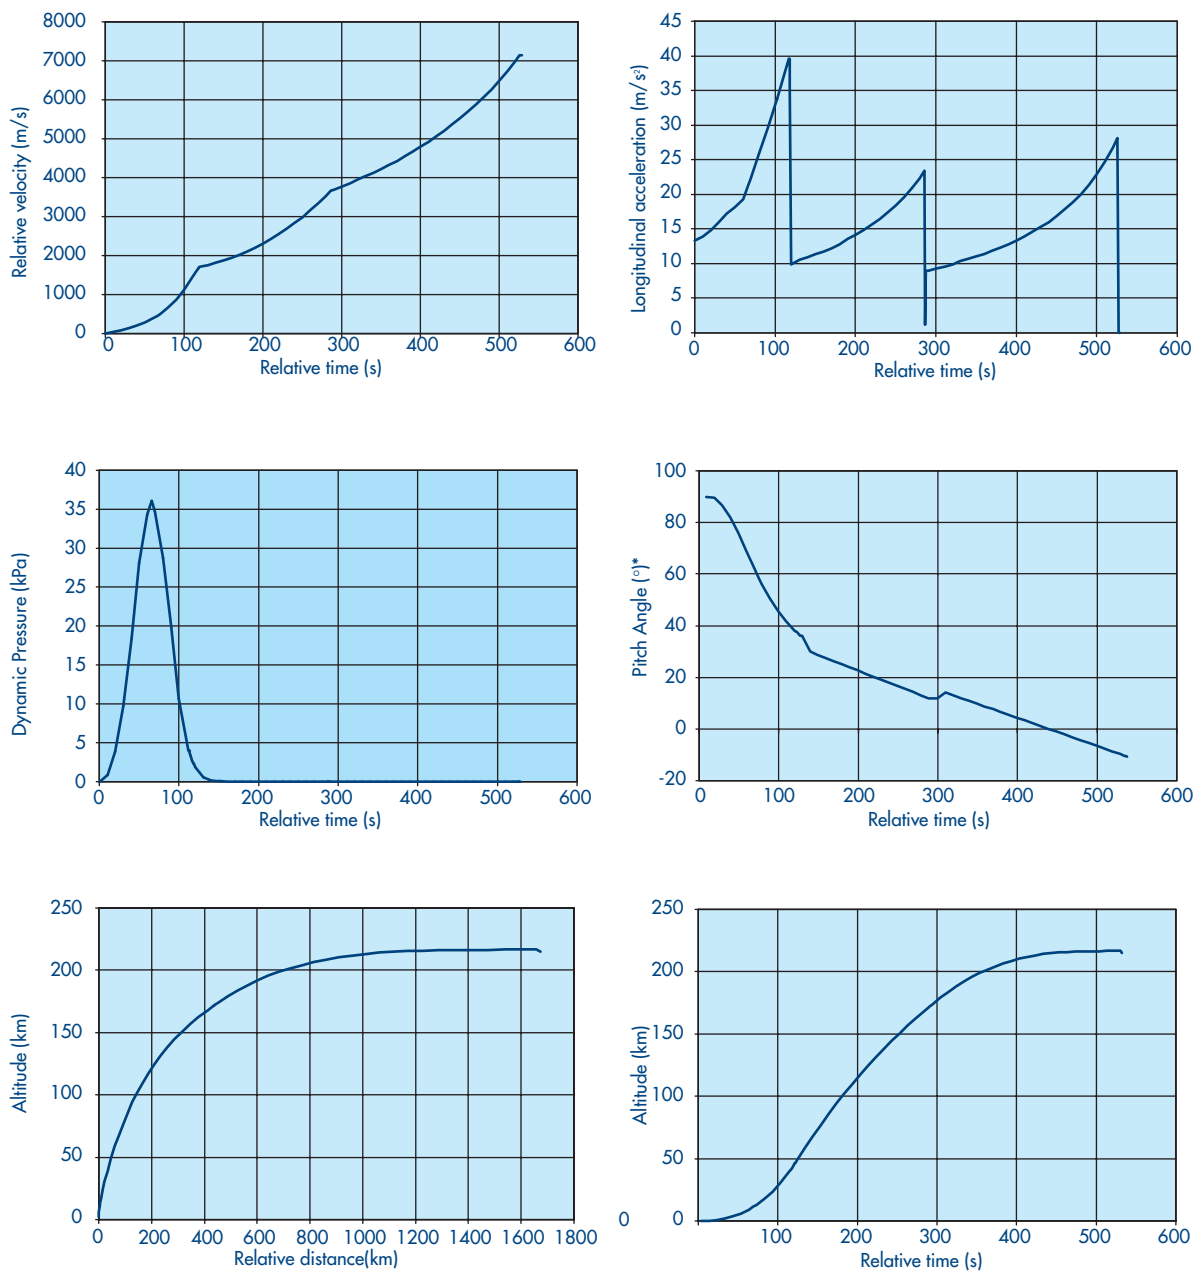 8000
7000
6000
5000
4000
3000
2000
1000
0
Relative velocity (m/s)
0 100 200 300 400 500 600
Relative time (s)
45
40
35
30
25
20
15
10
5
0
Longitudinal acceleration (m/s²)
0 100 200 300 400 500 600
Relative time (s)
40
35
30
25
20
15
10
5
0
Dynamic Pressure (kPa)
0 100 200 300 400 500 600
Relative time (s)
100
80
60
40
20
0
-20
Pitch Angle (°)*
0 100 200 300 400 500 600
Relative time (s)
250
200
150
100
50
0
Altitude (km)
0 200 400 600 800 1000 1200 1400 1600 1800
Relative distance(km)
250
200
150
100
50
0
Altitude (km)
0 100 200 300 400 500 600
Relative time (s)